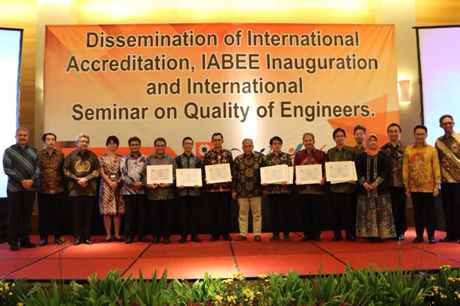 Dissemination of International
Accreditation, IABEE Inauguration
and International
Seminar on Quality of Engineers.